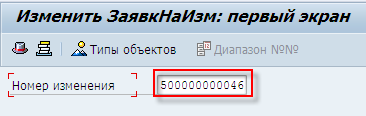 Изменить ЗаявкНаИзм: первый экран
Типы объектов Диапазон №№
Номер изменения 500000000046